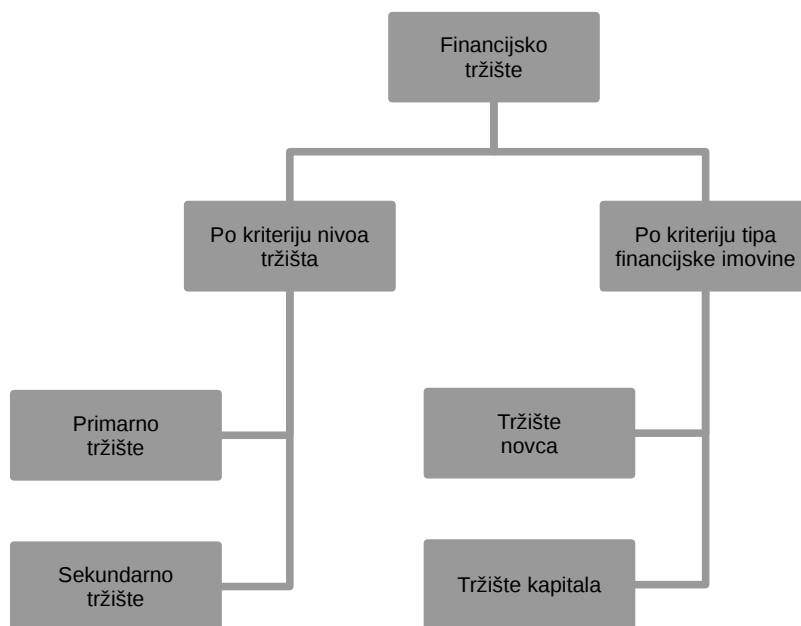 Financijsko
tržište
Po kriteriju nivoa
tržišta
Po kriteriju tipa
financijske imovine
Primarno
tržište
Tržište
novca
Sekundarno
tržište
Tržište kapitala